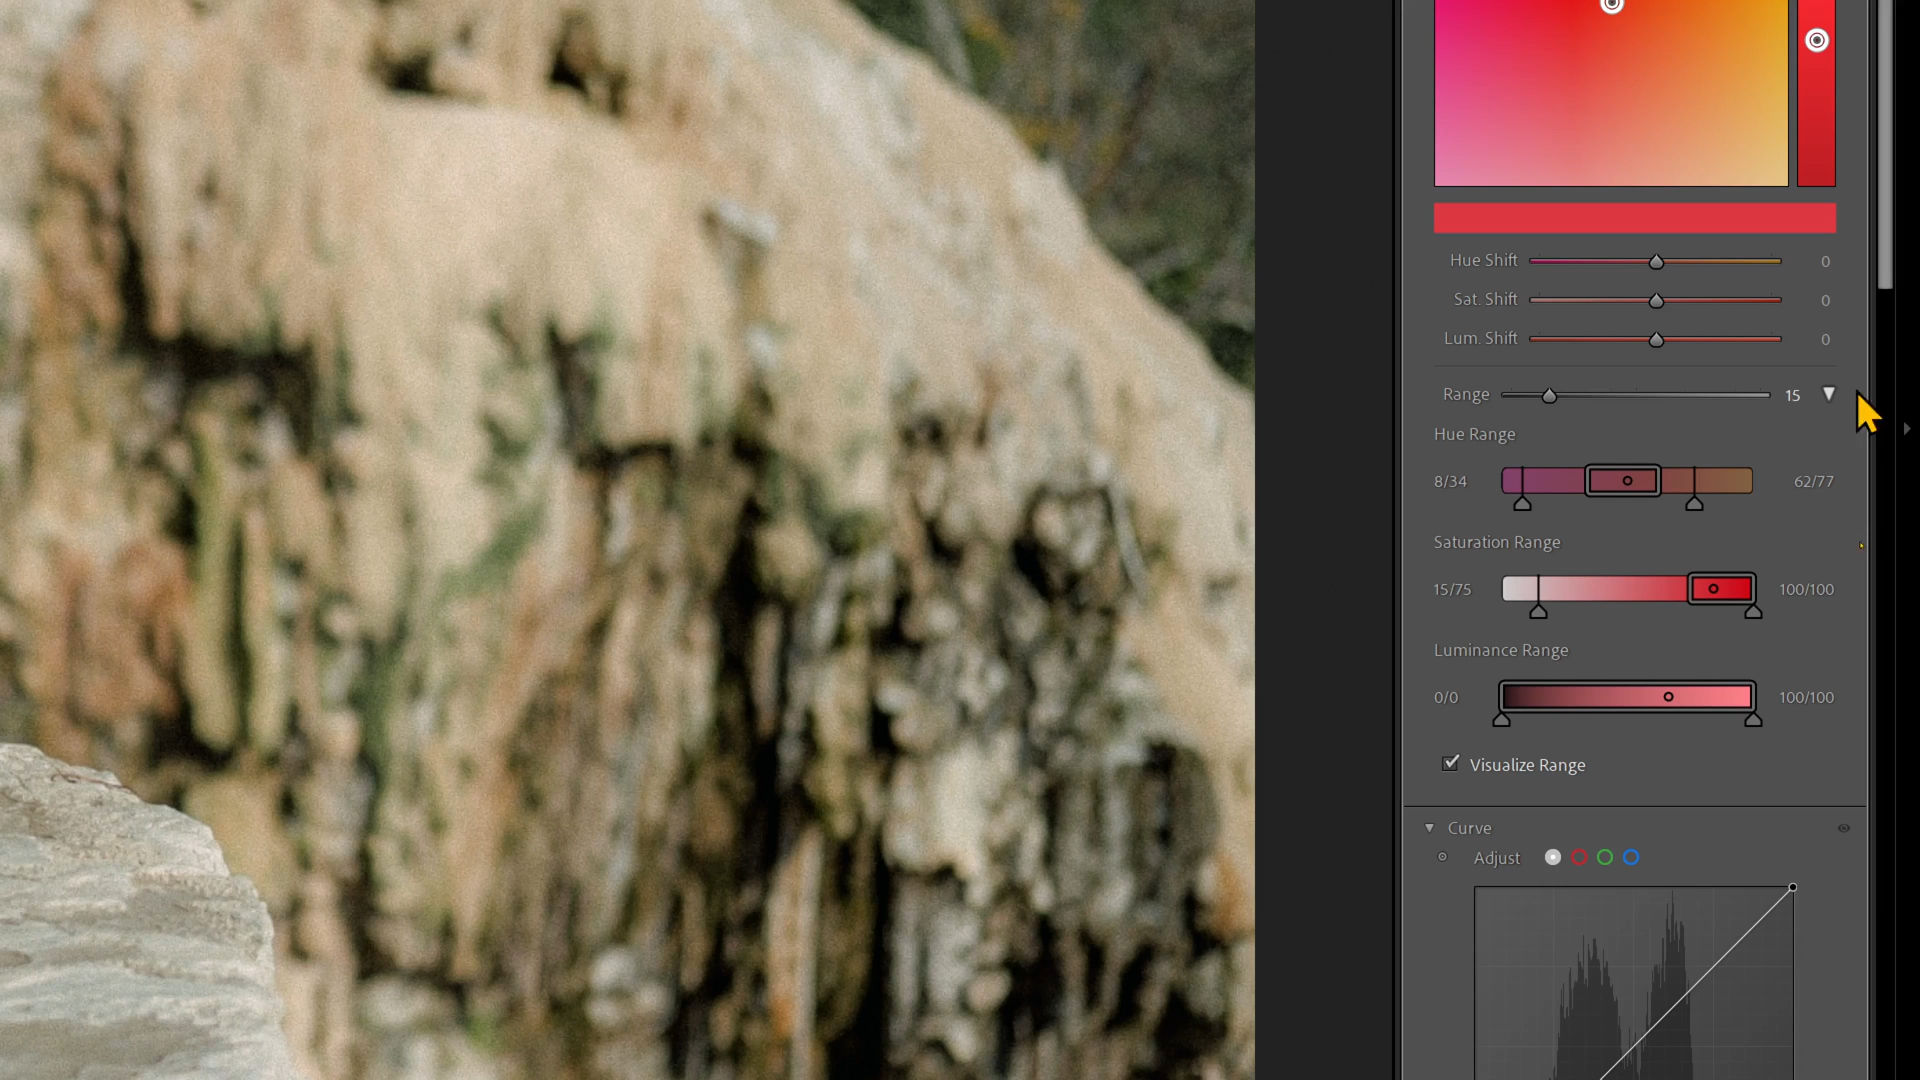 Hue Shift 0
Sat. Shift 0
Lum. Shift 0
Range 15
Hue Range
8/34 62/77
Saturation Range
15/75 100/100
Luminance Range
0/0 100/100
Visualize Range
Curve
Adjust